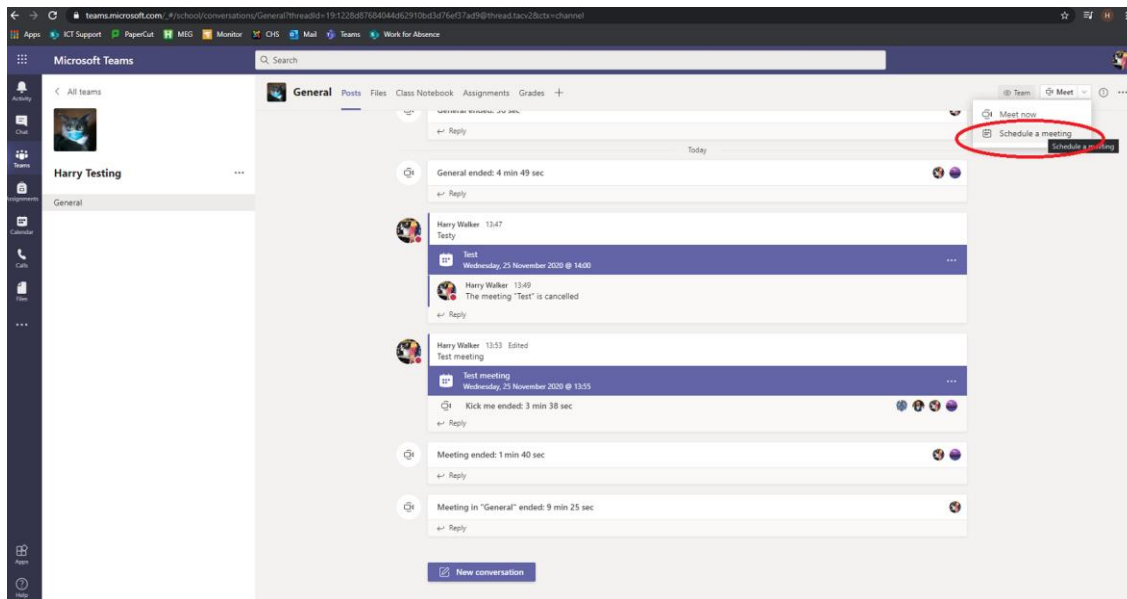 teams.microsoft.com/_#/school/conversations/General?threadId=19:1228d87684044d62910bd3d76ef37ad9@thread.tacv2&ctx=channel
H
Apps ICT Support PaperCut MEG Monitor CHS Mail Teams Work for Absence
Microsoft Teams
Search
Activity
Chat
Teams
Assignments
Calendar
Calls
Files
Apps
Help
All teams
Harry Testing
General
General Posts Files Class Notebook Assignments Grades
Team Meet
Meet now
Schedule a meeting
Schedule a meeting
General ended: 30 sec
Reply
Today
General ended: 4 min 49 sec
Reply
Harry Walker 13:47
Testy
Test
Wednesday, 25 November 2020 @ 14:00
Harry Walker 13:49
The meeting "Test" is cancelled
Reply
Harry Walker 13:53 Edited
Test meeting
Test meeting
Wednesday, 25 November 2020 @ 13:55
Kick me ended: 3 min 38 sec
Reply
Meeting ended: 1 min 40 sec
Reply
Meeting in "General" ended: 9 min 25 sec
Reply
New conversation